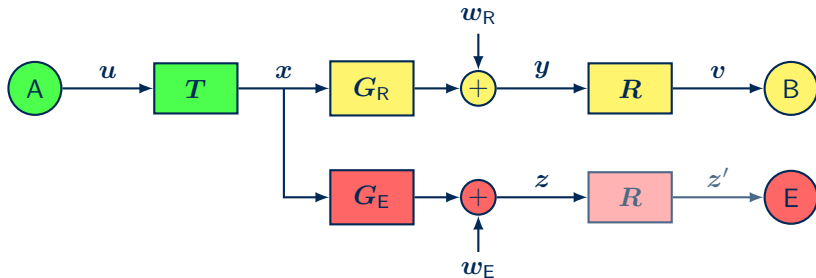 w_R
A u T x G_R + y R v B
G_E + z R z′ E
w_E